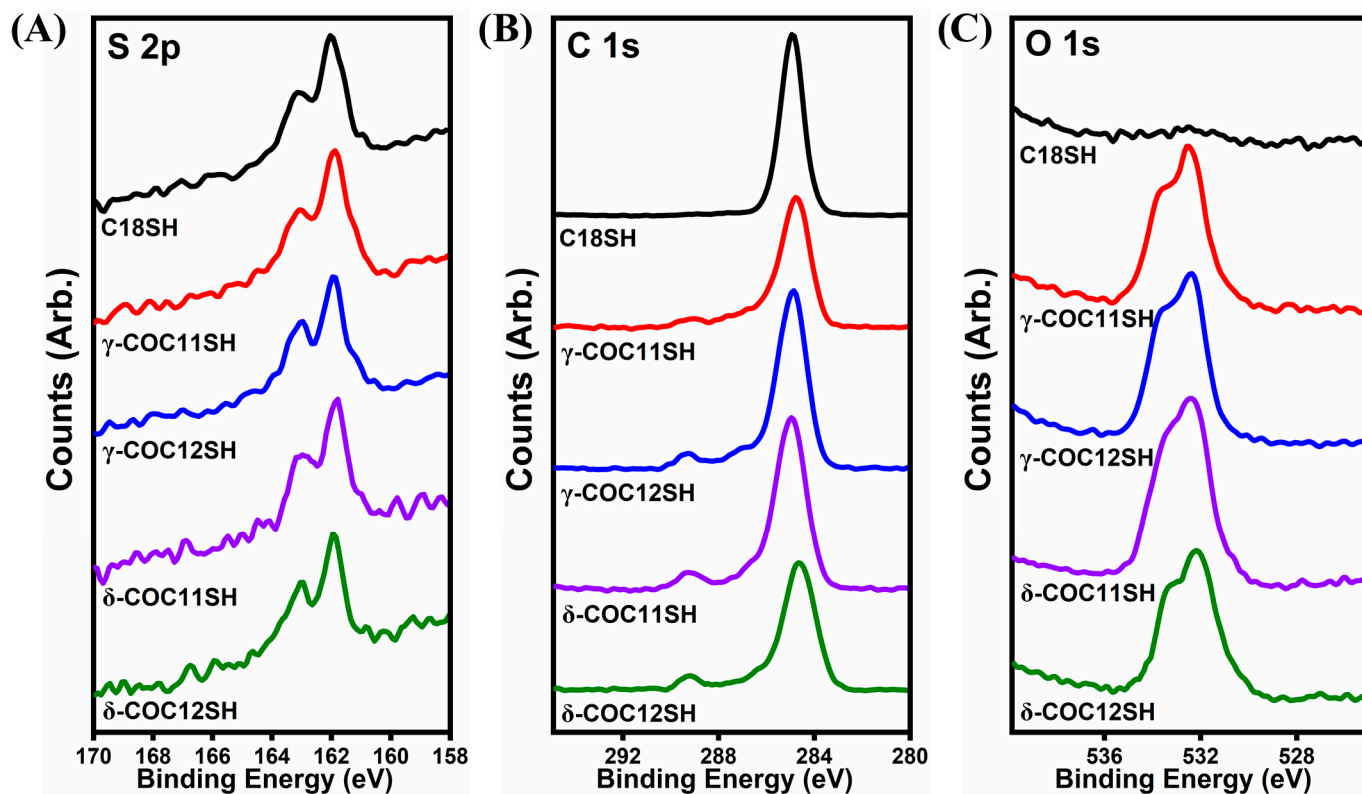 (A)
S 2p
C18SH
γ-COC11SH
γ-COC12SH
δ-COC11SH
δ-COC12SH
Counts (Arb.)
170 168 166 164 162 160 158
Binding Energy (eV)
(B)
C 1s
C18SH
γ-COC11SH
γ-COC12SH
δ-COC11SH
δ-COC12SH
Counts (Arb.)
292 288 284 280
Binding Energy (eV)
(C)
O 1s
C18SH
γ-COC11SH
γ-COC12SH
δ-COC11SH
δ-COC12SH
Counts (Arb.)
536 532 528
Binding Energy (eV)